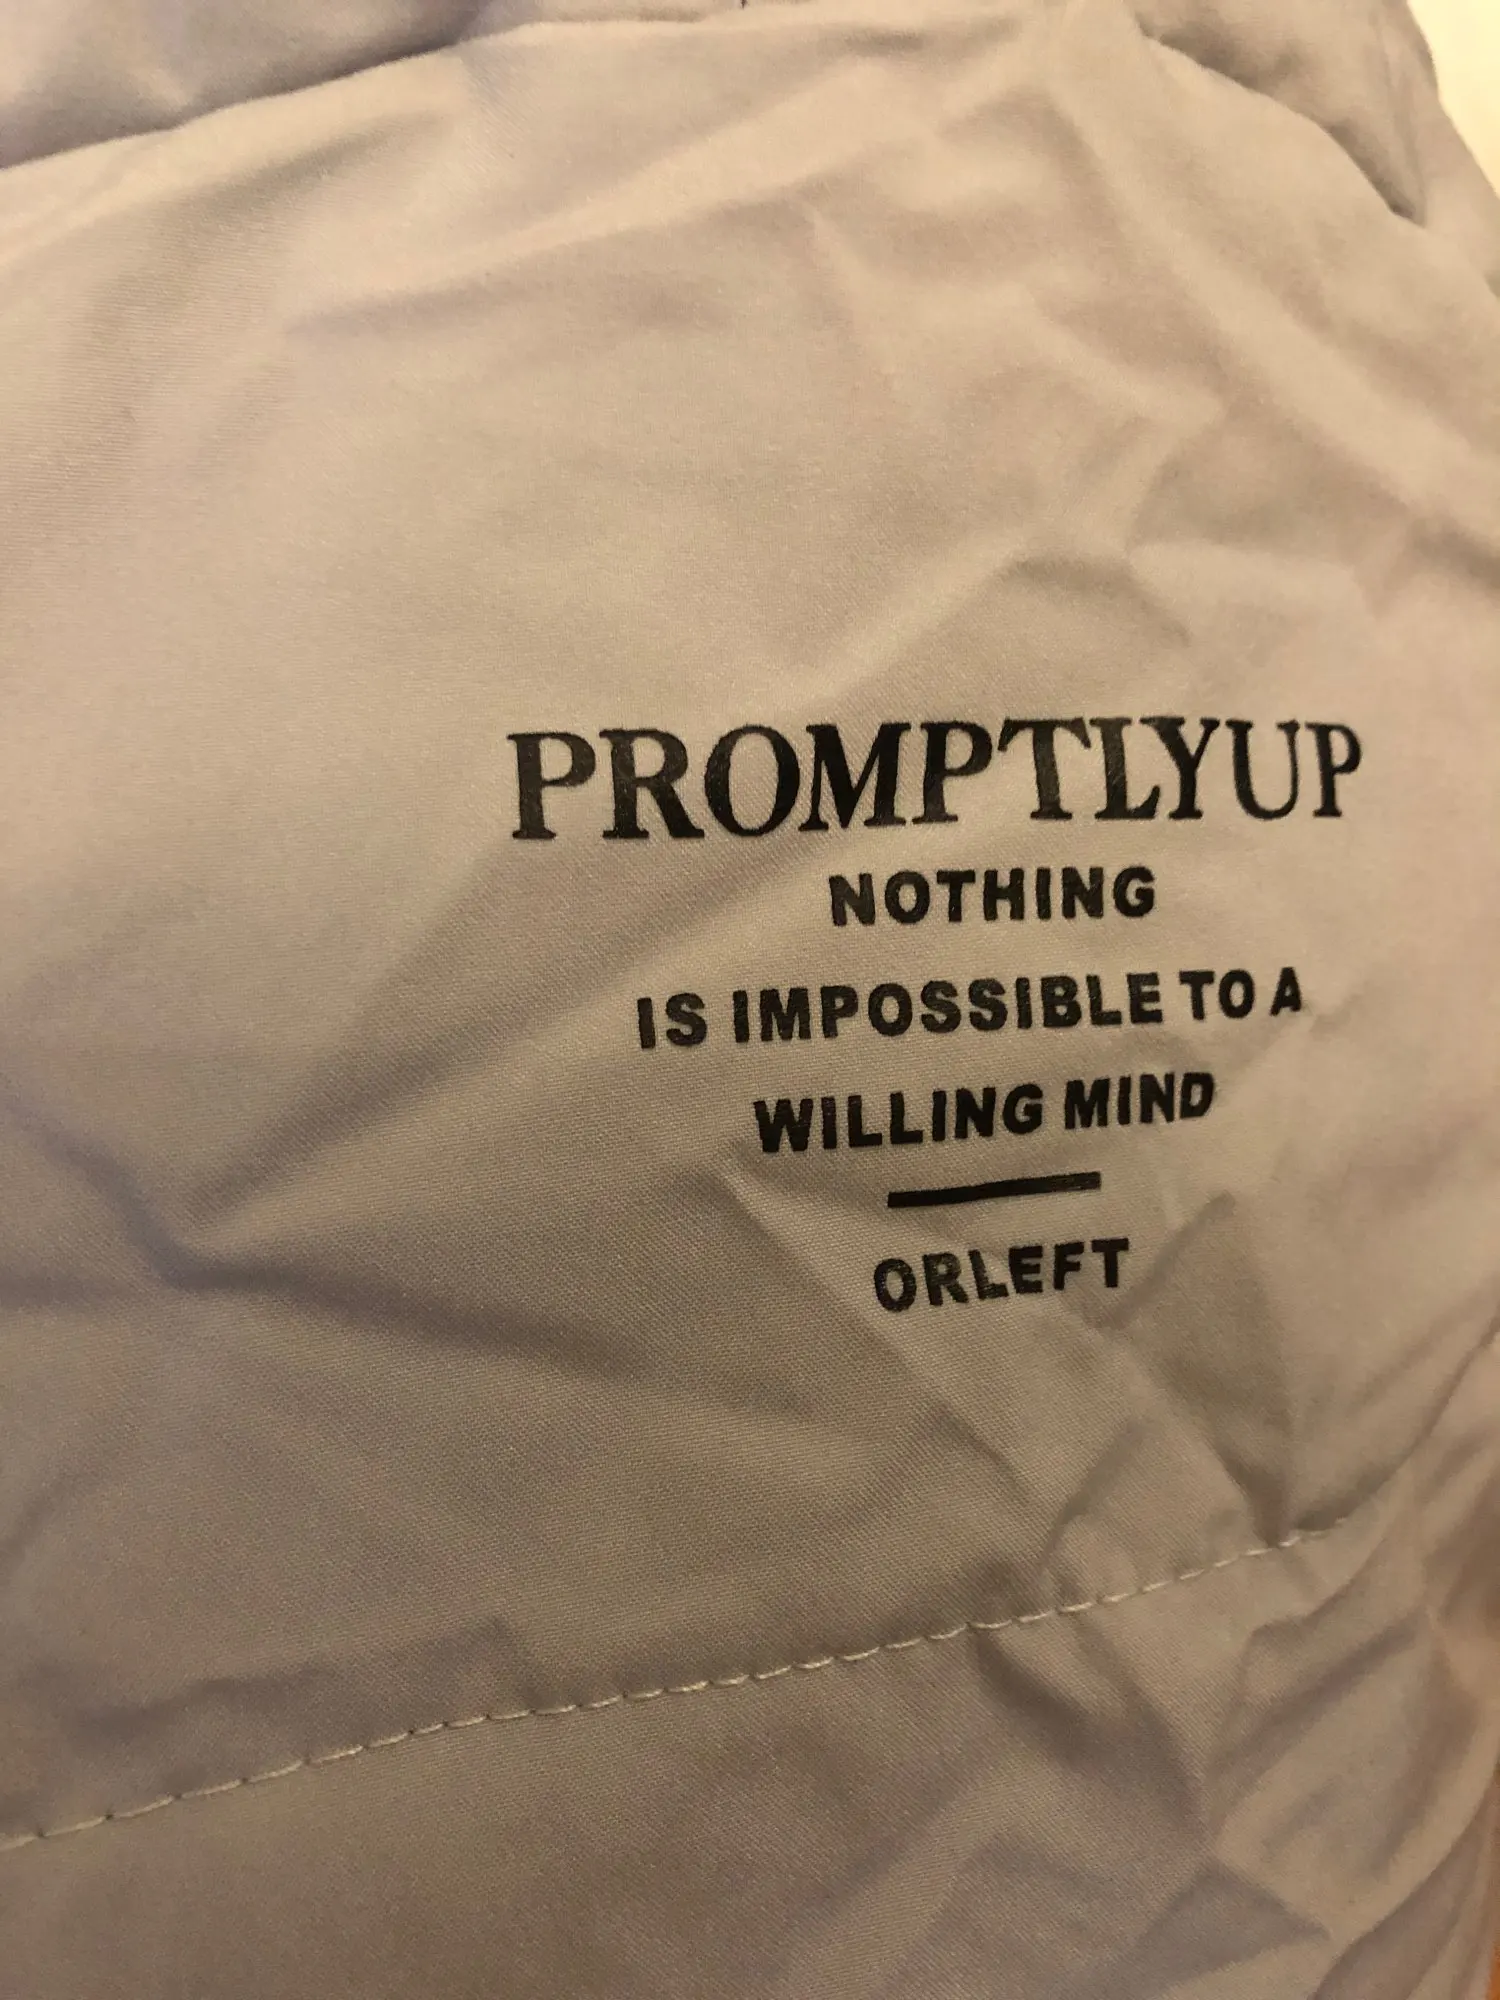 PROMPTLYUP
NOTHING
IS IMPOSSIBLE TO A
WILLING MIND
ORLEFT